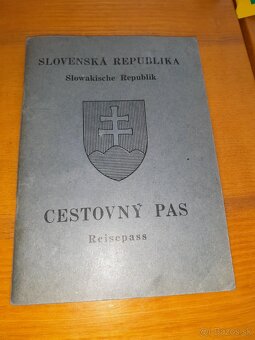 SLOVENSKÁ REPUBLIKA
Slowakische Republik
CESTOVNÝ PAS
Reisepass